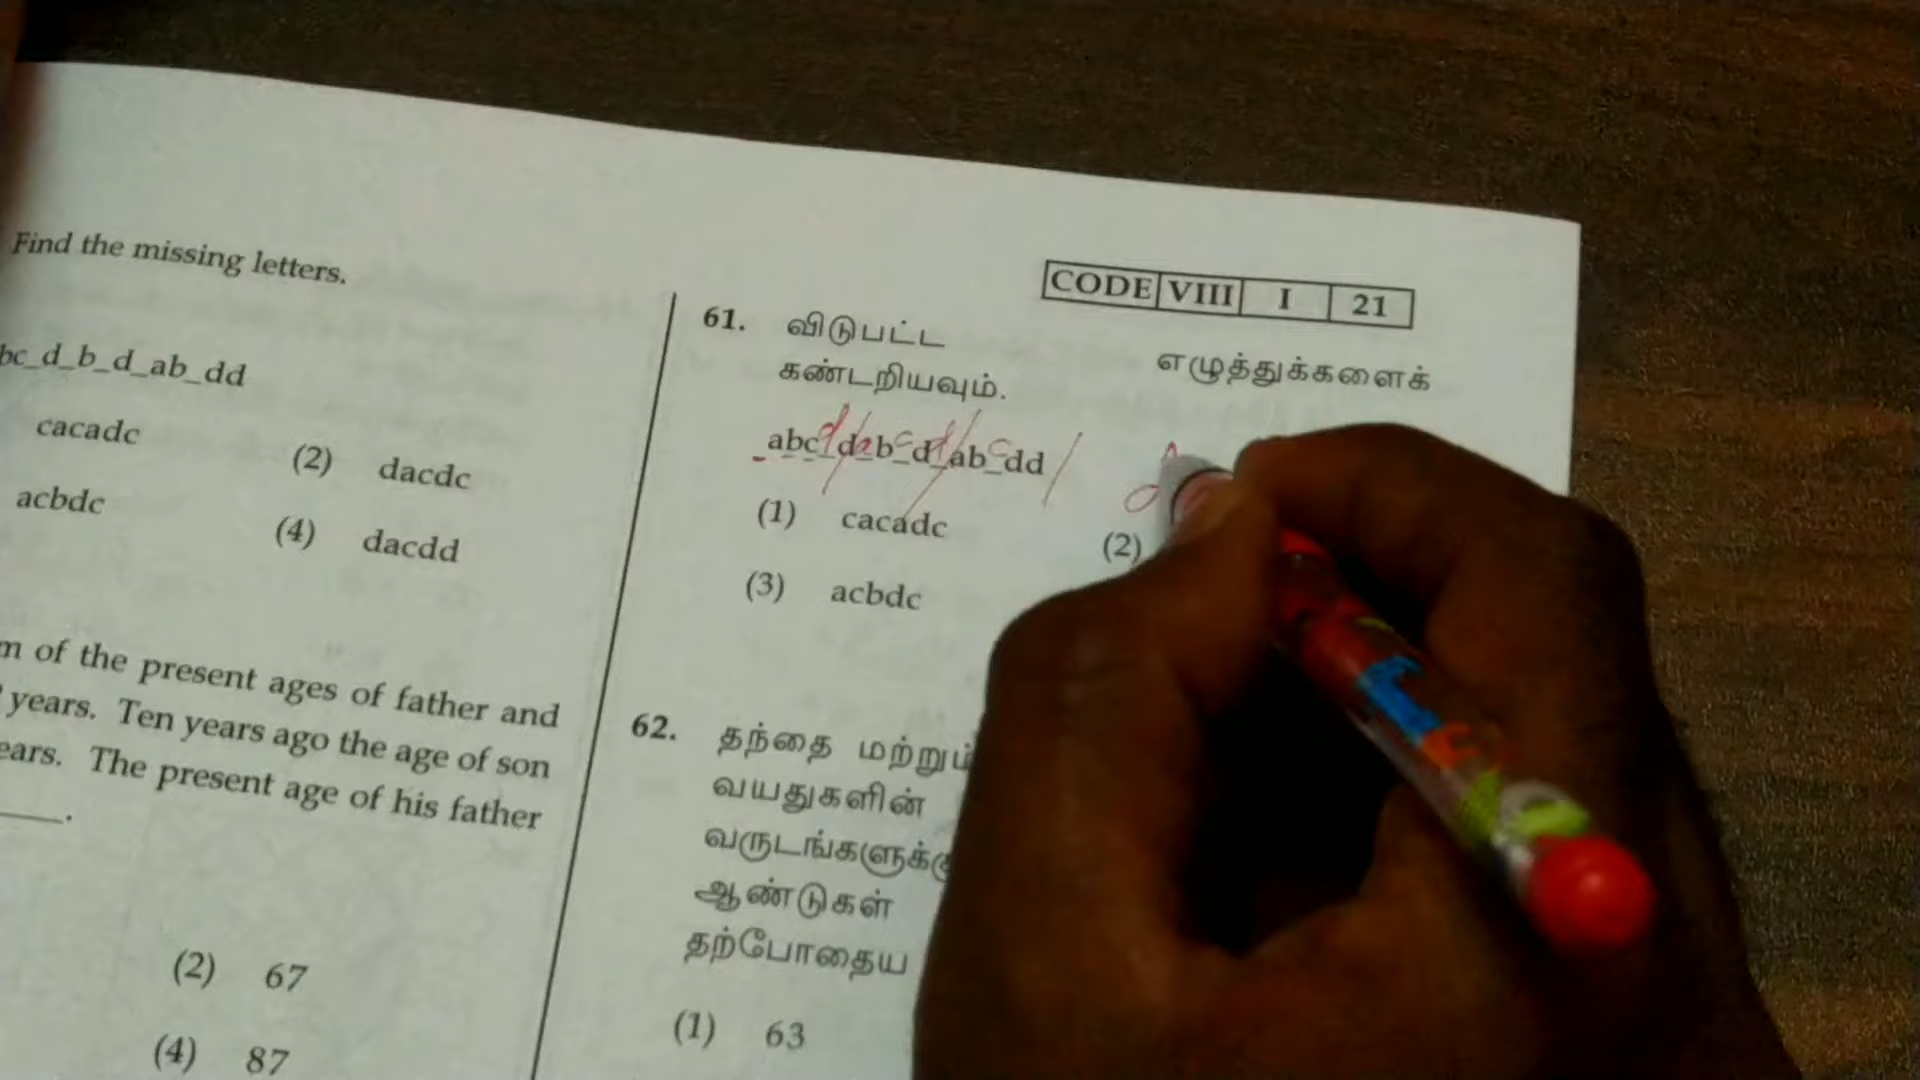 Find the missing letters.
bc_d_b_d_ab_dd
cacadc
(2) dacdc
acbdc
(4) dacdd
m of the present ages of father and
years. Ten years ago the age of son
ears. The present age of his father
____.
(2) 67
(4) 87
CODE VIII I 21
61. விடுபட்ட எழுத்துக்களைக்
கண்டறியவும்.
_abc_d_b_d_ab_dd
d a c d c
(1) cacadc
(2)
(3) acbdc
62. தந்தை மற்றும்
வயதுகளின்
வருடங்களுக்கு
ஆண்டுகள்
தற்போதைய
(1) 63